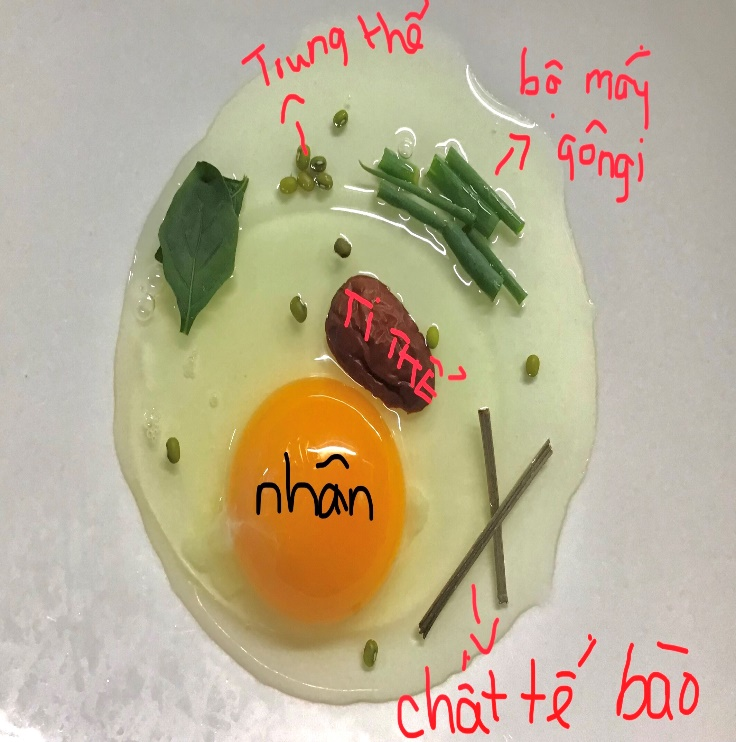 Trung thể
bộ máy
gôngi
Ti THỂ
nhân
chất tế bào